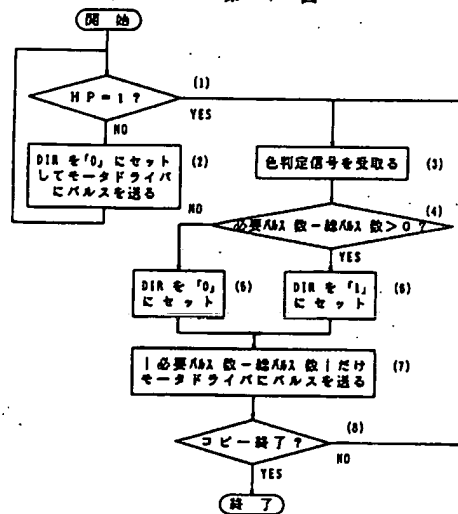 開 始
(1)
HP=1?
YES
NO
DIR を「0」にセット
してモータドライバ
にパルスを送る
(2)
色判定信号を受取る
(3)
(4)
必要パルス 数-総パルス 数>0?
NO
YES
DIR を「0」
にセット
(5)
DIR を「1」
にセット
(6)
|必要パルス 数-総パルス 数|だけ
モータドライバにパルスを送る
(7)
(8)
コピー終了?
NO
YES
終 了